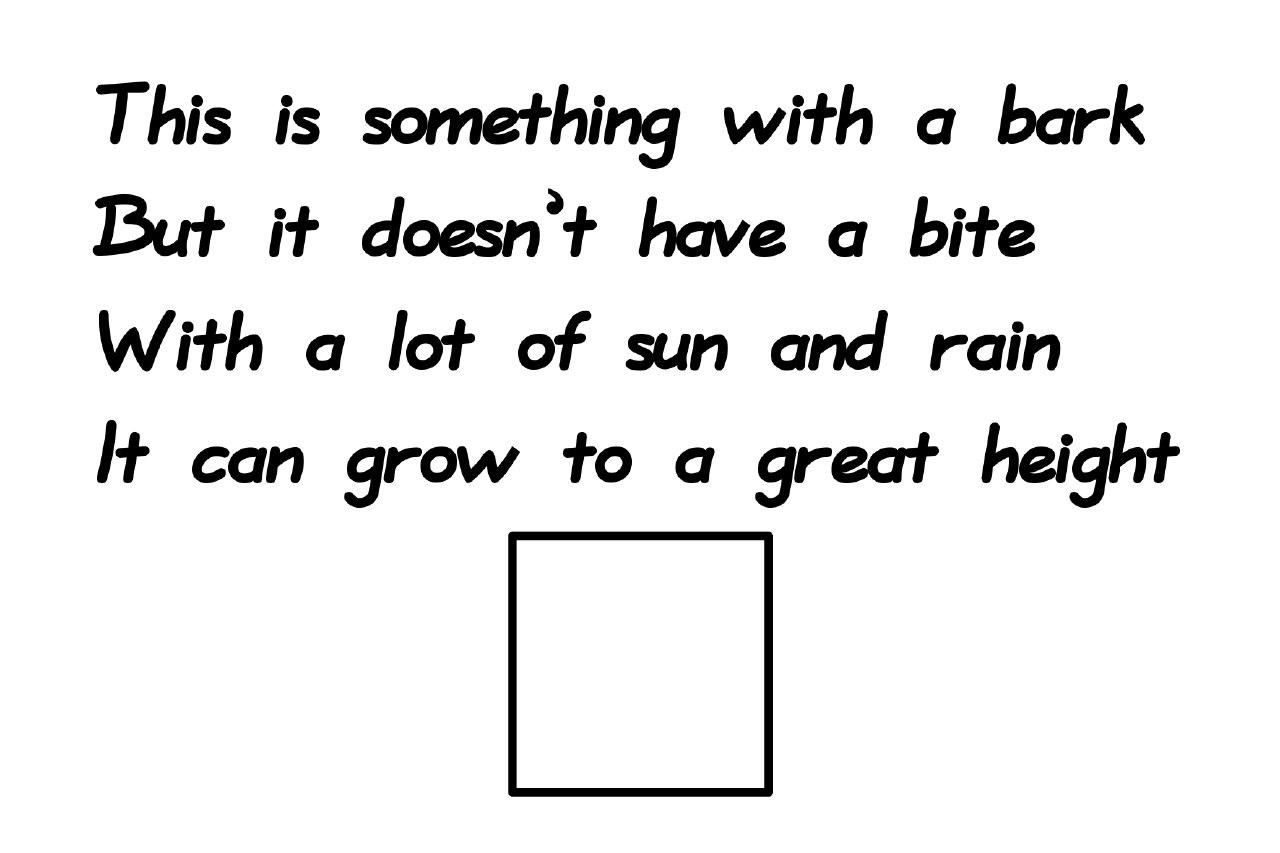 This is something with a bark
But it doesn't have a bite
With a lot of sun and rain
It can grow to a great height